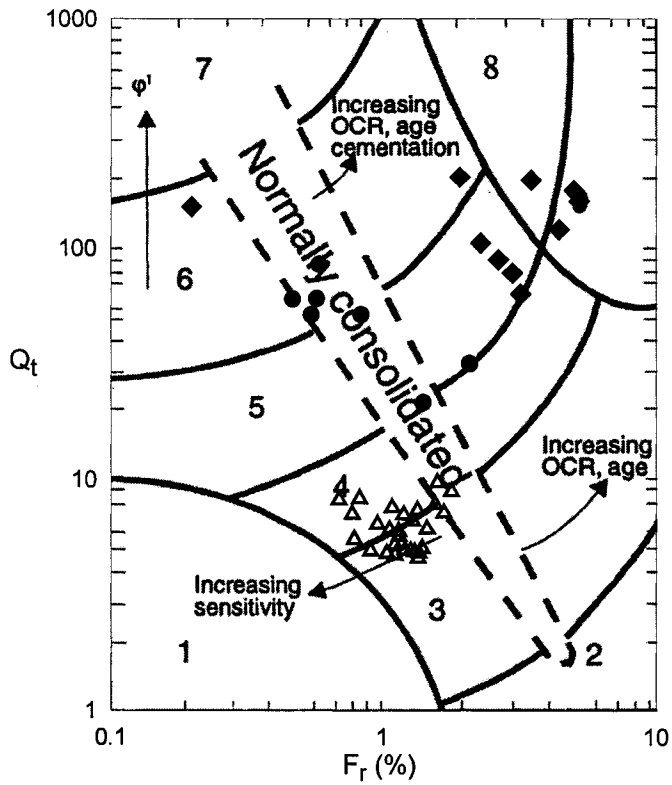 1000
7
8
φ'
Increasing
OCR, age
cementation
Normally consolidated
100
6
Qt
5
Increasing
OCR, age
10
4
Increasing
sensitivity
3
1
2
1
0.1
1
10
Fr (%)